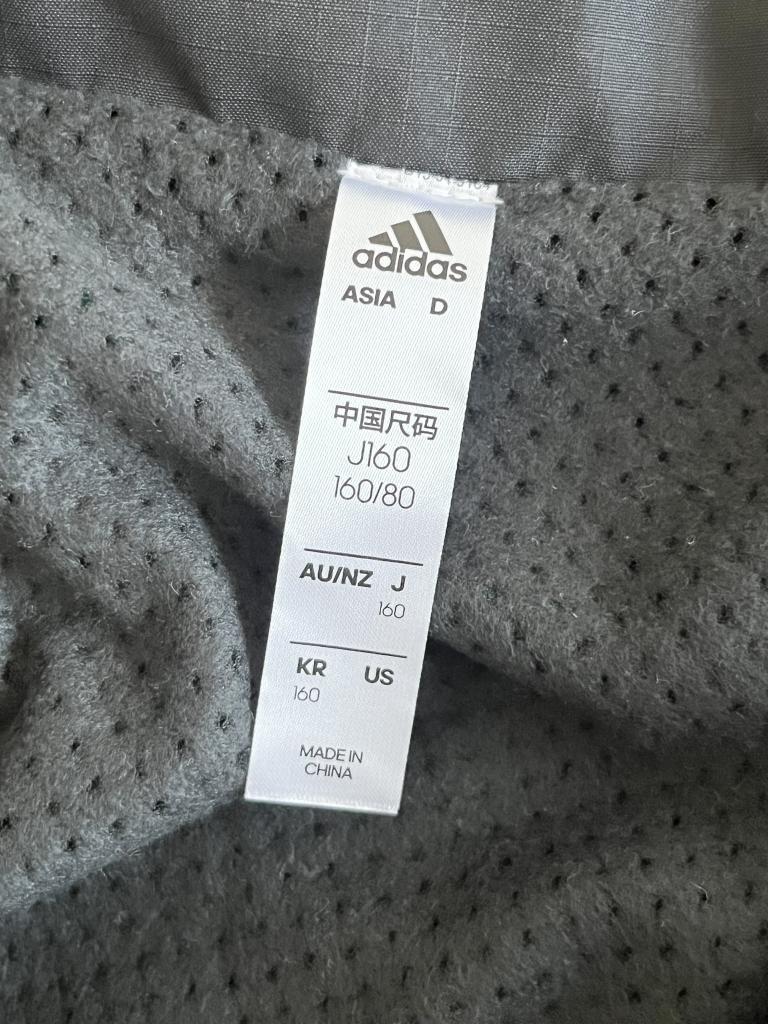 adidas
ASIA D
中国尺码
J160
160/80
AU/NZ J
160
KR US
160
MADE IN
CHINA